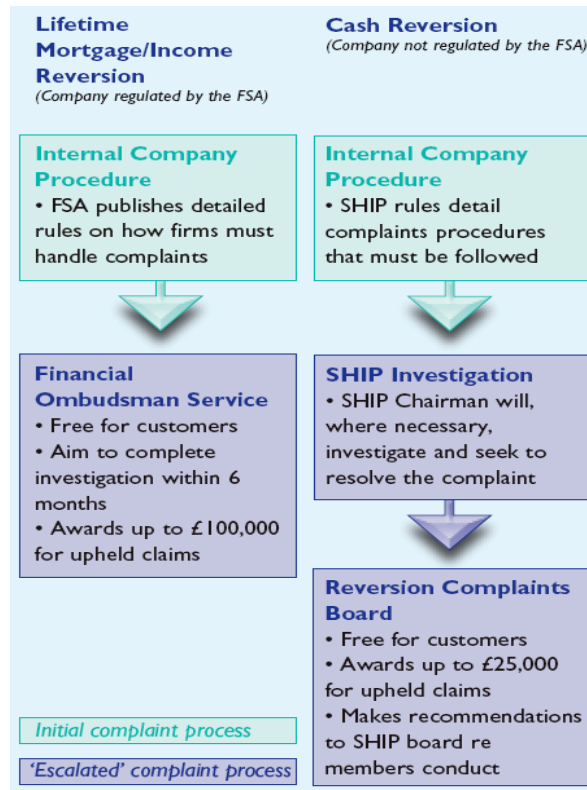 Lifetime
Mortgage/Income
Reversion
(Company regulated by the FSA)
Internal Company
Procedure
• FSA publishes detailed
rules on how firms must
handle complaints
Financial
Ombudsman Service
• Free for customers
• Aim to complete
investigation within 6
months
• Awards up to £100,000
for upheld claims
Cash Reversion
(Company not regulated by the FSA)
Internal Company
Procedure
• SHIP rules detail
complaints procedures
that must be followed
SHIP Investigation
• SHIP Chairman will,
where necessary,
investigate and seek to
resolve the complaint
Reversion Complaints
Board
• Free for customers
• Awards up to £25,000
for upheld claims
• Makes recommendations
to SHIP board re
members conduct
Initial complaint process
‘Escalated’ complaint process